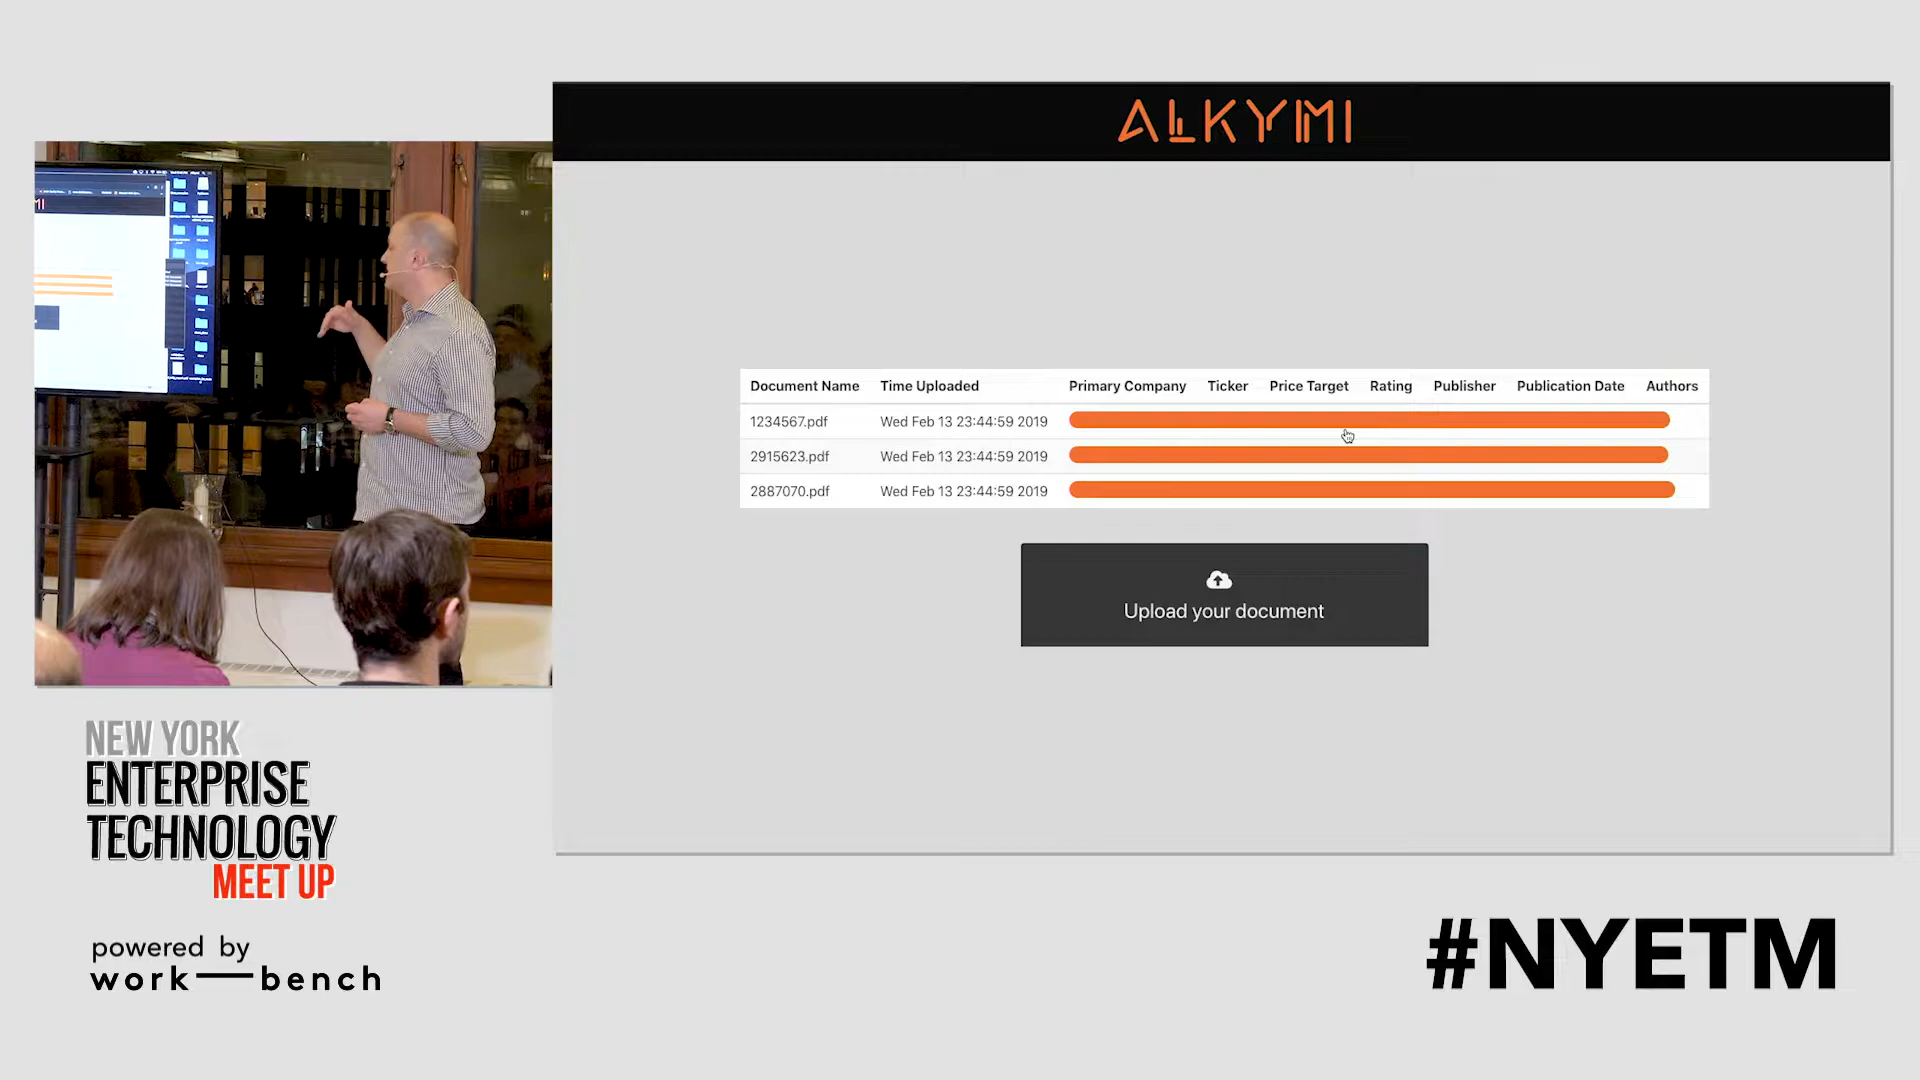 ALKYMI
Document Name Time Uploaded Primary Company Ticker Price Target Rating Publisher Publication Date Authors
1234567.pdf Wed Feb 13 23:44:59 2019
2915623.pdf Wed Feb 13 23:44:59 2019
2887070.pdf Wed Feb 13 23:44:59 2019
Upload your document
NEW YORK
ENTERPRISE
TECHNOLOGY
MEET UP
powered by
work—bench
#NYETM